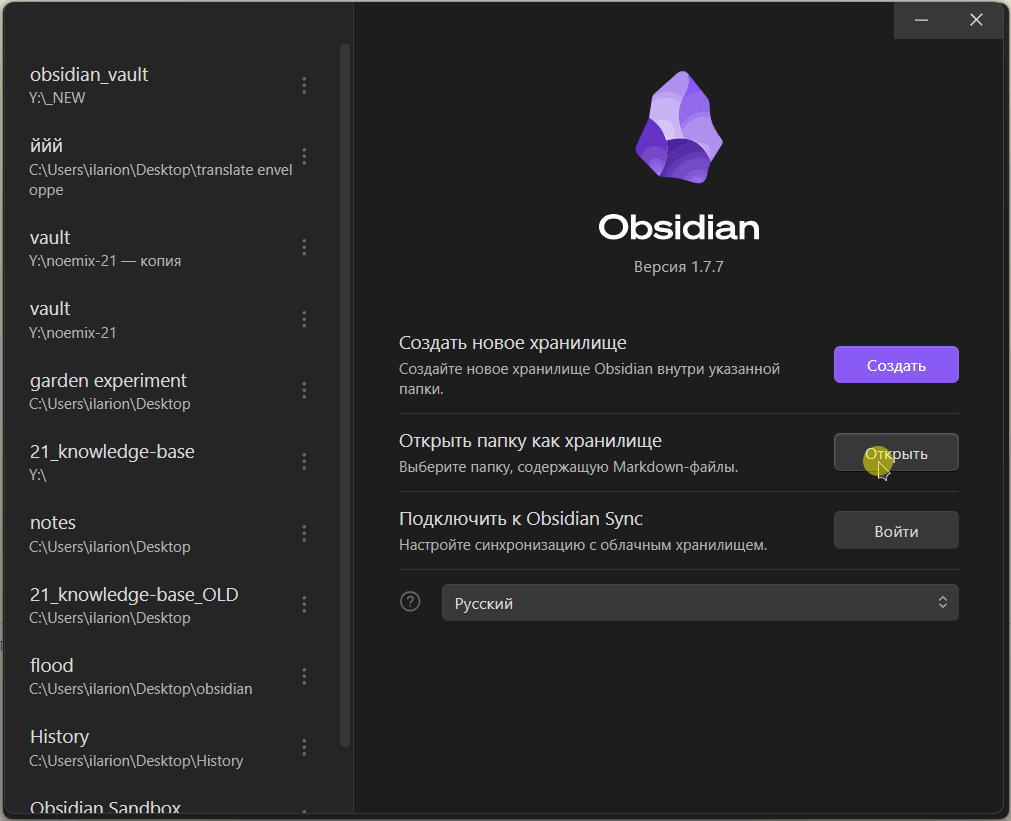 obsidian_vault
Y:\_NEW
ййй
C:\Users\ilarion\Desktop\translate envel
oppe
vault
Y:\noemix-21 — копия
vault
Y:\noemix-21
garden experiment
C:\Users\ilarion\Desktop
21_knowledge-base
Y:\
notes
C:\Users\ilarion\Desktop
21_knowledge-base_OLD
C:\Users\ilarion\Desktop
flood
C:\Users\ilarion\Desktop\obsidian
History
C:\Users\ilarion\Desktop\History
Obsidian Sandbox
Obsidian
Версия 1.7.7
Создать новое хранилище
Создайте новое хранилище Obsidian внутри указанной
папки.
Создать
Открыть папку как хранилище
Выберите папку, содержащую Markdown-файлы.
Открыть
Подключить к Obsidian Sync
Настройте синхронизацию с облачным хранилищем.
Войти
?
Русский